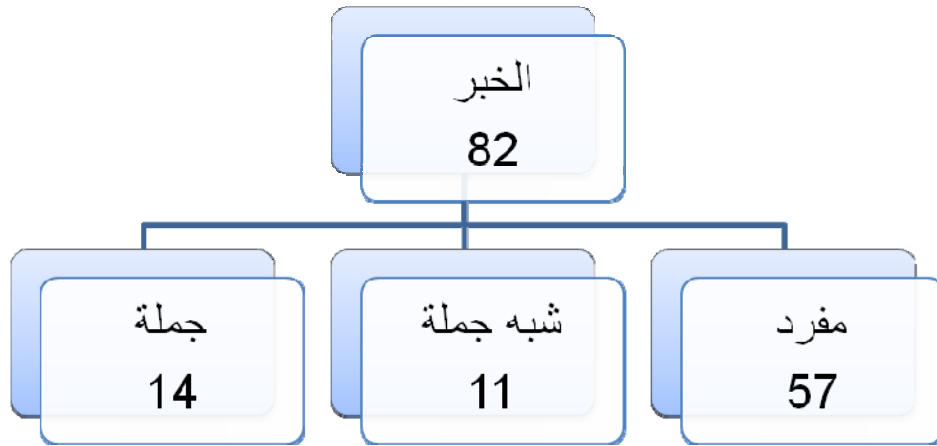 الخبر
82
مفرد
57
شبه جملة
11
جملة
14